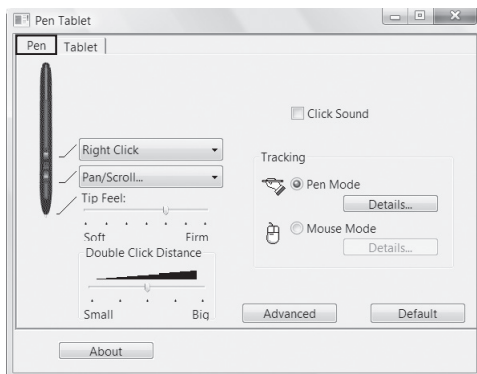 Pen Tablet
Pen Tablet
Click Sound
Right Click
Tracking
Pan/Scroll...
Pen Mode
Tip Feel:
Details...
Mouse Mode
Soft Firm
Details...
Double Click Distance
Small Big
Advanced Default
About